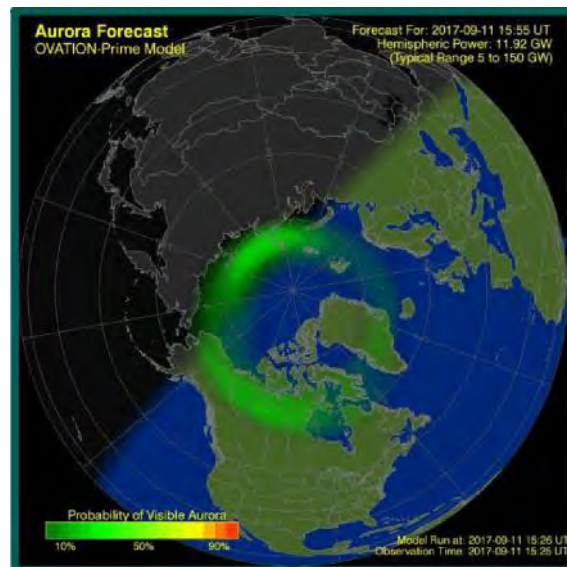 Aurora Forecast
OVATION-Prime Model
Forecast For: 2017-09-11 15:55 UT
Hemispheric Power: 11.92 GW
(Typical Range 5 to 150 GW)
Probability of Visible Aurora
10% 50% 90%
Model Run at: 2017-09-11 15:26 UT
Observation Time: 2017-09-11 15:25 UT